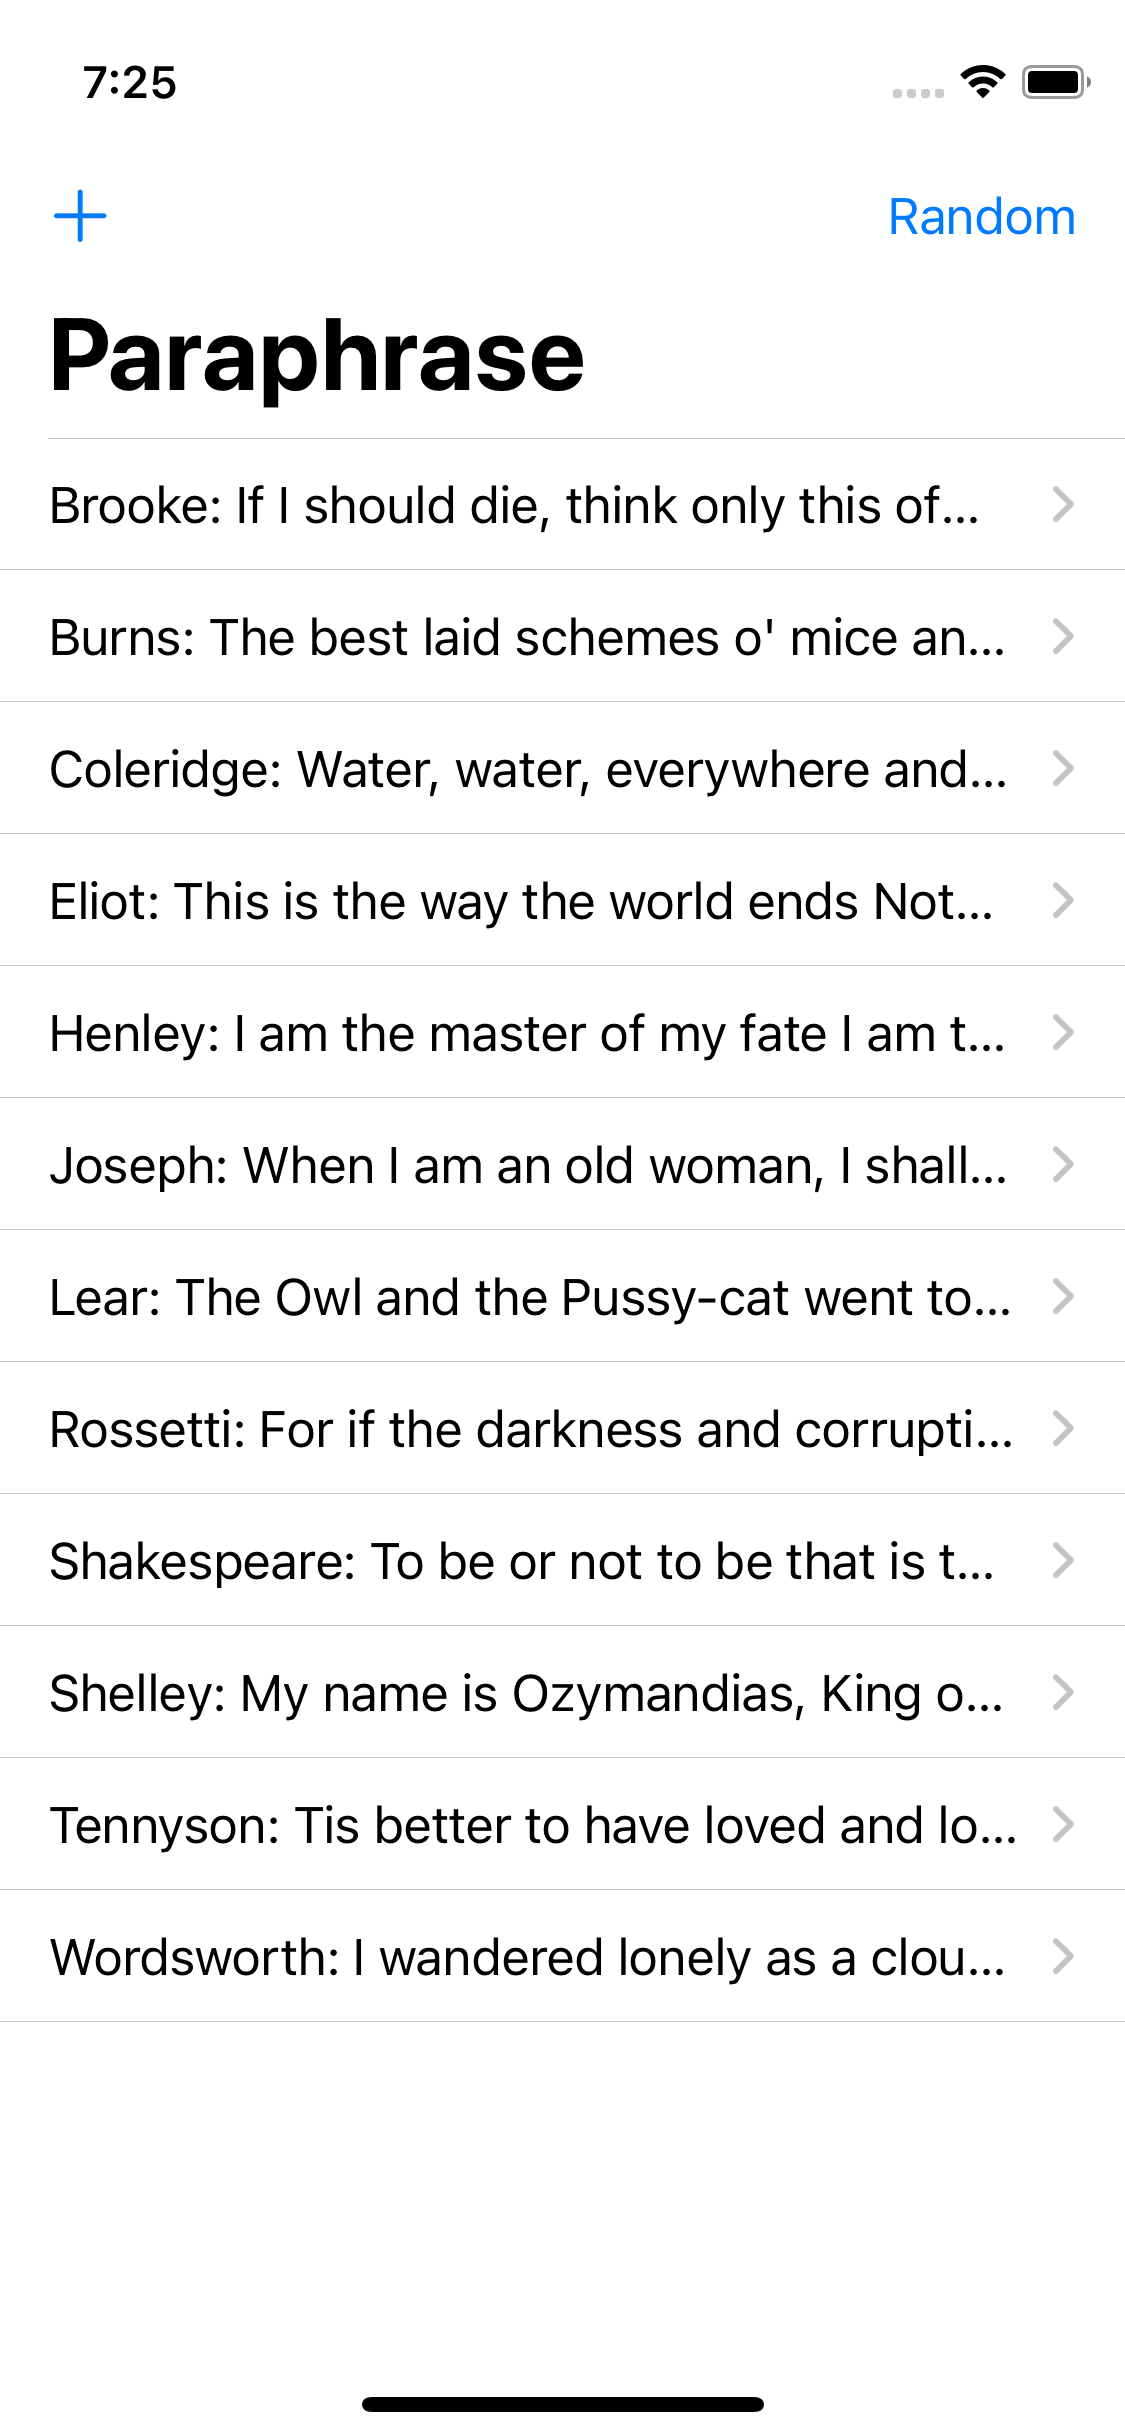 7:25
Random
Paraphrase
Brooke: If I should die, think only this of...
Burns: The best laid schemes o' mice an...
Coleridge: Water, water, everywhere and...
Eliot: This is the way the world ends Not...
Henley: I am the master of my fate I am t...
Joseph: When I am an old woman, I shall...
Lear: The Owl and the Pussy-cat went to...
Rossetti: For if the darkness and corrupti...
Shakespeare: To be or not to be that is t...
Shelley: My name is Ozymandias, King o...
Tennyson: Tis better to have loved and lo...
Wordsworth: I wandered lonely as a clou...